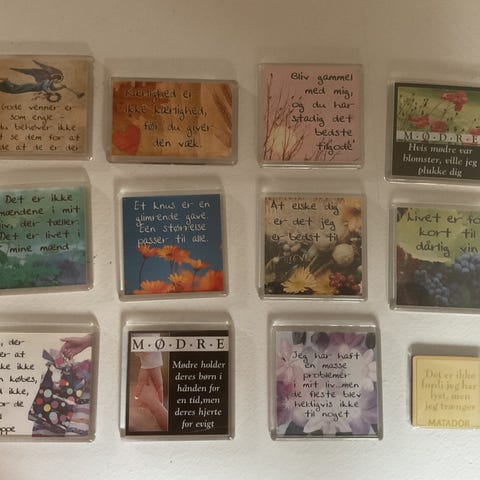 Gode venner er
som engle -
du behøver ikke
at se dem for at
de at de er der
Kærlighed er
ikke kærlighed,
før du giver
den væk.
Bliv gammel
med mig,
og du har
stadig det
bedste
tilgode
M·Ø·D·R·E
Hvis mødre var
blomster, ville jeg
plukke dig
Det er ikke
mændene i mit
liv, der tæller.
Det er livet i
mine mænd
Et knus er en
glimrende gave.
Een størrelse
passer til alle.
At elske dig
er det jeg
er bedst til
Livet er for
kort til
dårlig vin
der
er at
ikke
købes,
ikke,
for de
M·Ø·D·R·E
Mødre holder
deres børn i
hånden for
en tid, men
deres hjerte
for evigt
Jeg har haft
en masse
problemer
i mit liv...men
de fleste blev
heldigvis ikke
til noget
Det er ikke
fordi jeg har
lyst, men
jeg trænger
MATADOR